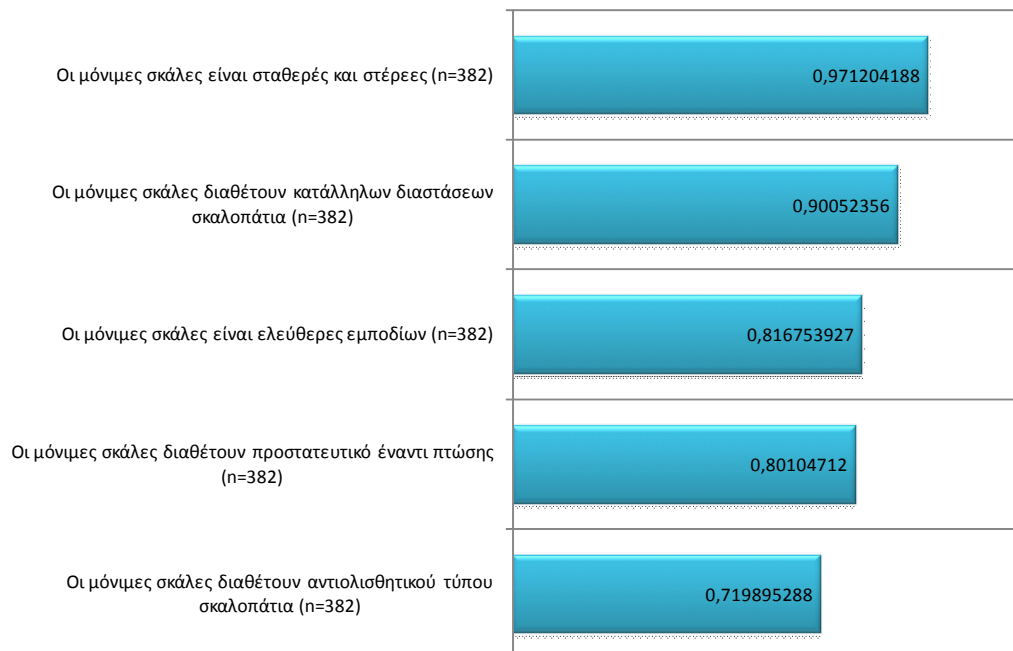 Οι μόνιμες σκάλες είναι σταθερές και στέρεες (n=382)
0,971204188
Οι μόνιμες σκάλες διαθέτουν κατάλληλων διαστάσεων
σκαλοπάτια (n=382)
0,90052356
Οι μόνιμες σκάλες είναι ελεύθερες εμποδίων (n=382)
0,816753927
Οι μόνιμες σκάλες διαθέτουν προστατευτικό έναντι πτώσης
(n=382)
0,80104712
Οι μόνιμες σκάλες διαθέτουν αντιολισθητικού τύπου
σκαλοπάτια (n=382)
0,719895288